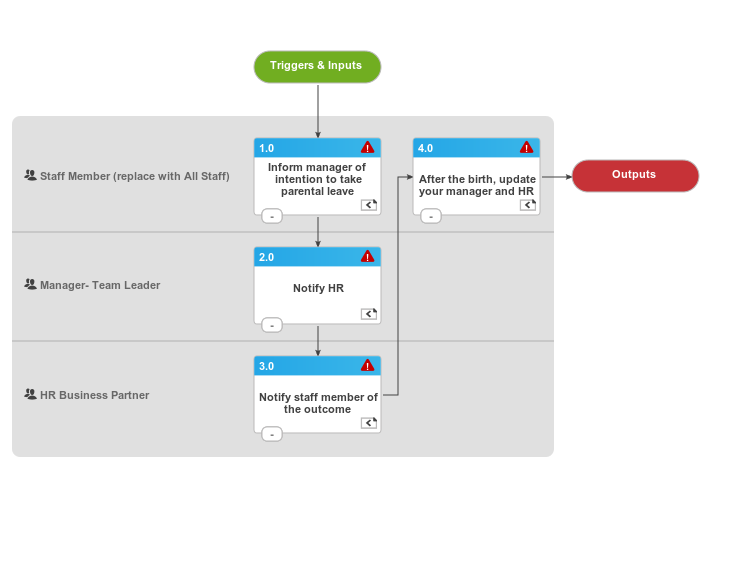 Triggers & Inputs
1.0
Inform manager of
intention to take
parental leave
-
4.0
After the birth, update
your manager and HR
-
Outputs
Staff Member (replace with All Staff)
2.0
Notify HR
-
Manager- Team Leader
3.0
Notify staff member of
the outcome
-
HR Business Partner